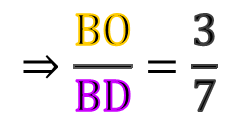 ⇒ BO/BD = 3/7